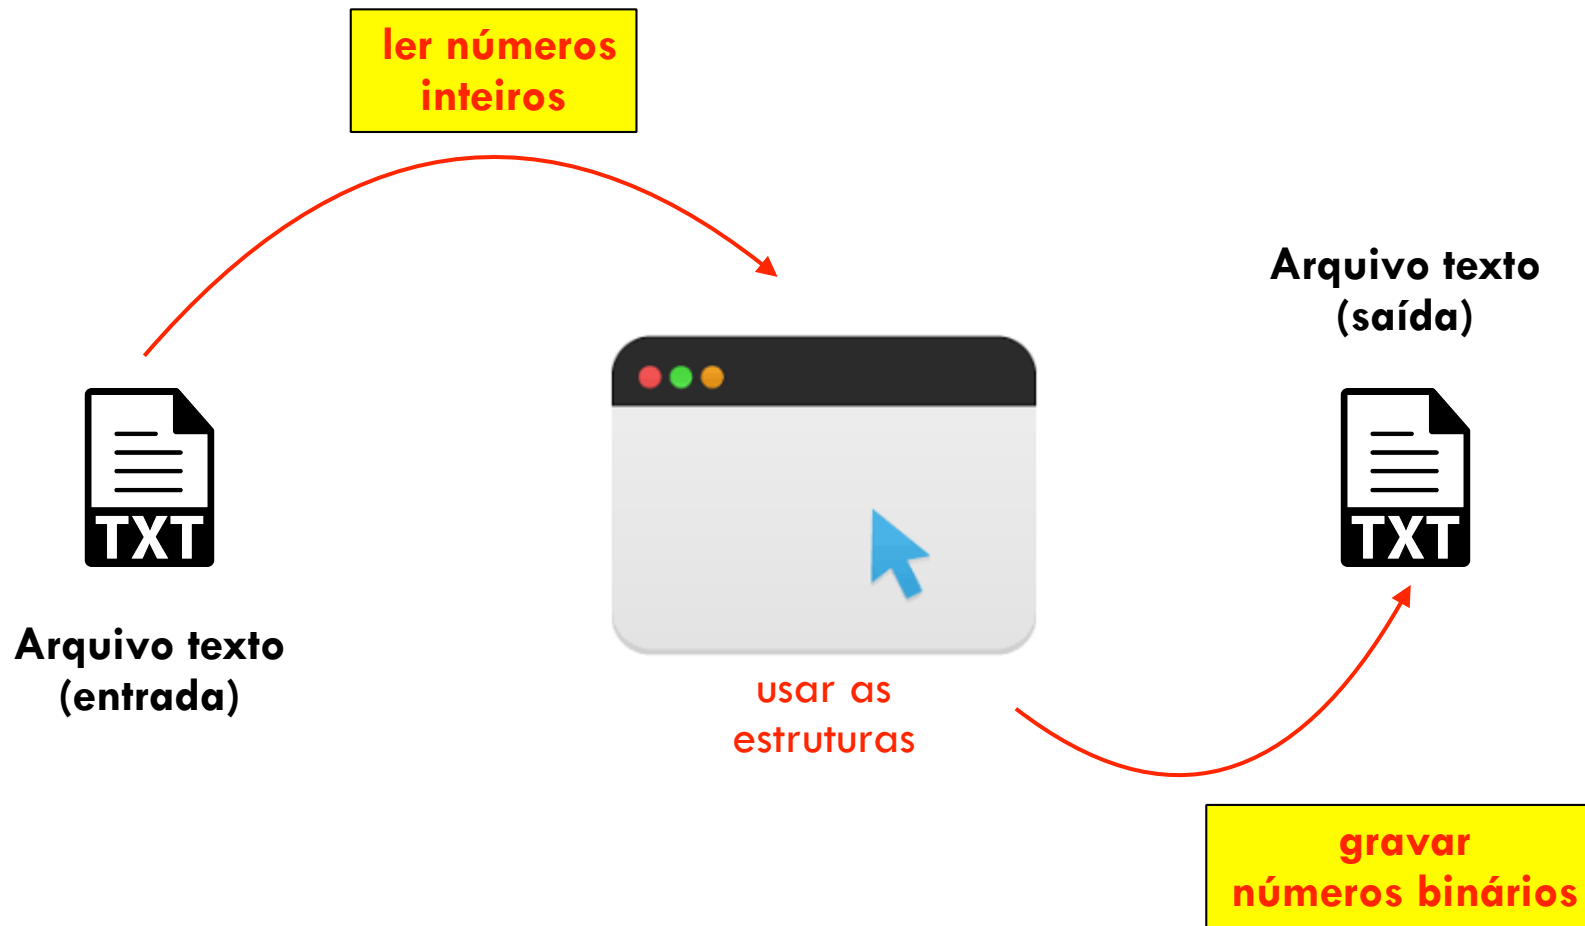 ler números
inteiros
Arquivo texto
(saída)
TXT
TXT
Arquivo texto
(entrada)
usar as
estruturas
gravar
números binários